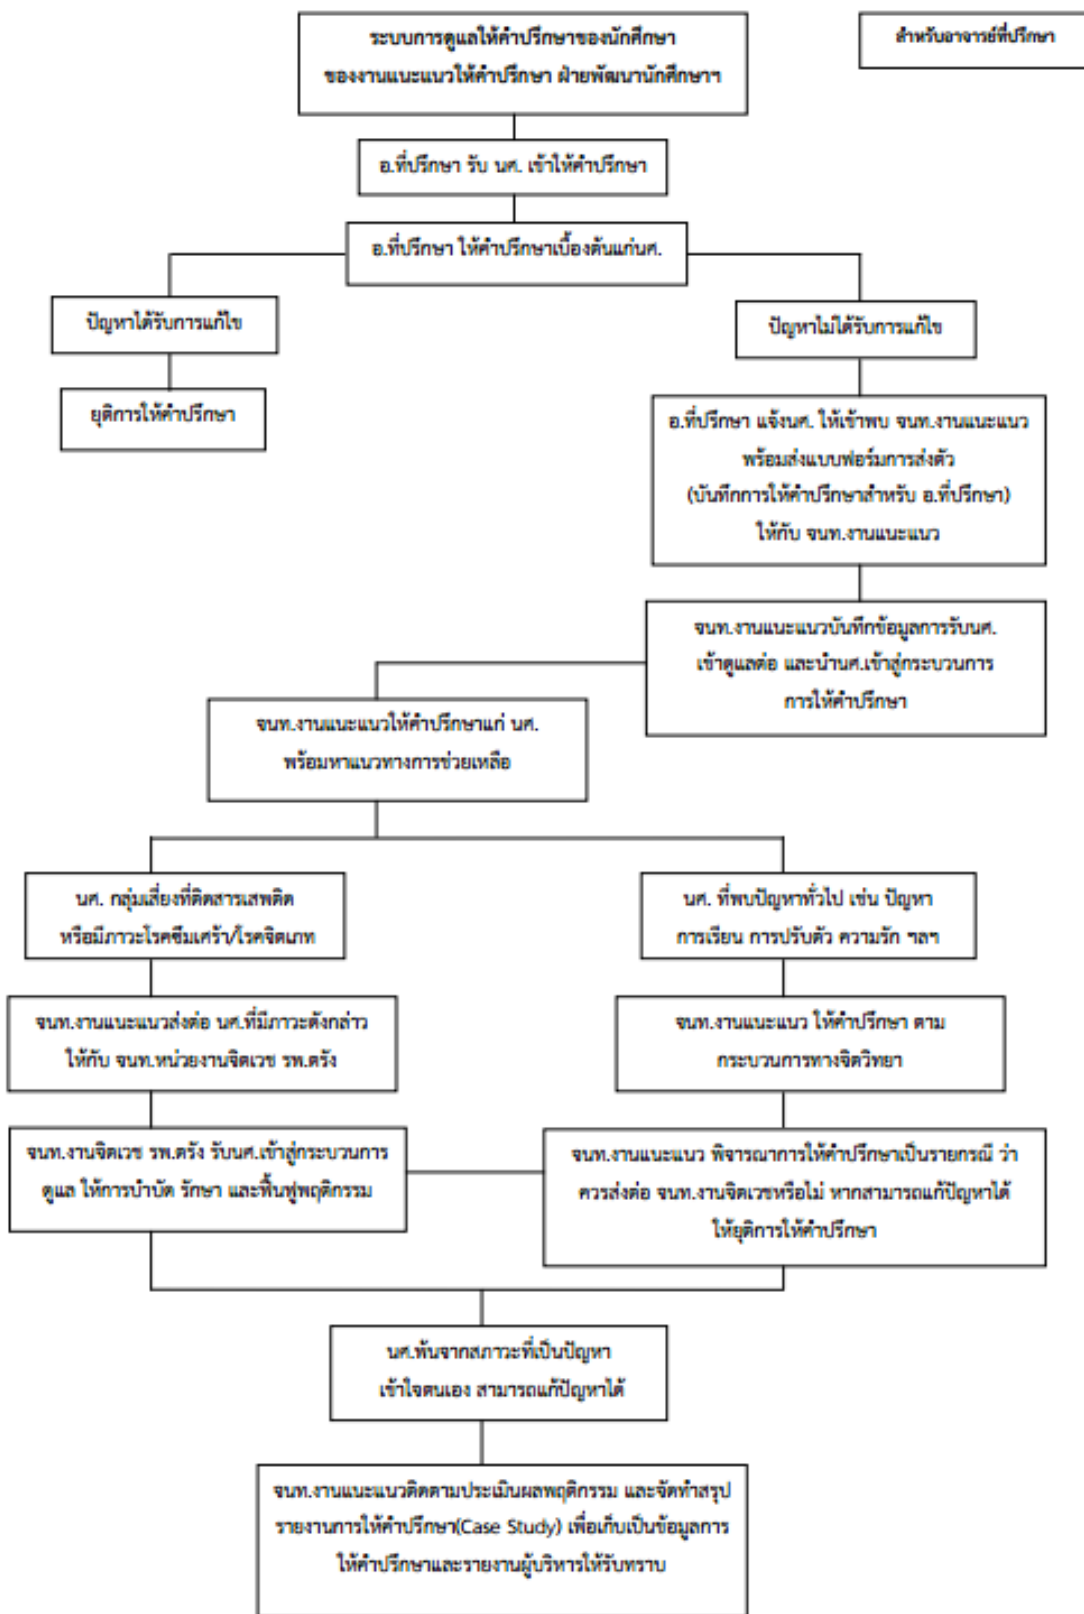 ระบบการดูแลให้คำปรึกษาของนักศึกษา
ของงานแนะแนวให้คำปรึกษา ฝ่ายพัฒนานักศึกษาฯ
สำหรับอาจารย์ที่ปรึกษา
อ.ที่ปรึกษา รับ นศ. เข้าให้คำปรึกษา
อ.ที่ปรึกษา ให้คำปรึกษาเบื้องต้นแก่นศ.
ปัญหาได้รับการแก้ไข
ปัญหาไม่ได้รับการแก้ไข
ยุติการให้คำปรึกษา
อ.ที่ปรึกษา แจ้งนศ. ให้เข้าพบ จนท.งานแนะแนว
พร้อมส่งแบบฟอร์มการส่งตัว
(บันทึกการให้คำปรึกษาสำหรับ อ.ที่ปรึกษา)
ให้กับ จนท.งานแนะแนว
จนท.งานแนะแนวบันทึกข้อมูลการรับนศ.
เข้าดูแลต่อ และนำนศ.เข้าสู่กระบวนการ
การให้คำปรึกษา
จนท.งานแนะแนวให้คำปรึกษาแก่ นศ.
พร้อมหาแนวทางการช่วยเหลือ
นศ. กลุ่มเสี่ยงที่ติดสารเสพติด
หรือมีภาวะโรคซึมเศร้า/โรคจิตเภท
นศ. ที่พบปัญหาทั่วไป เช่น ปัญหา
การเรียน การปรับตัว ความรัก ฯลฯ
จนท.งานแนะแนวส่งต่อ นศ.ที่มีภาวะดังกล่าว
ให้กับ จนท.หน่วยงานจิตเวช รพ.ตรัง
จนท.งานแนะแนว ให้คำปรึกษา ตาม
กระบวนการทางจิตวิทยา
จนท.งานจิตเวช รพ.ตรัง รับนศ.เข้าสู่กระบวนการ
ดูแล ให้การบำบัด รักษา และฟื้นฟูพฤติกรรม
จนท.งานแนะแนว พิจารณาการให้คำปรึกษาเป็นรายกรณี ว่า
ควรส่งต่อ จนท.งานจิตเวชหรือไม่ หากสามารถแก้ปัญหาได้
ให้ยุติการให้คำปรึกษา
นศ.พ้นจากสภาวะที่เป็นปัญหา
เข้าใจตนเอง สามารถแก้ปัญหาได้
จนท.งานแนะแนวติดตามประเมินผลพฤติกรรม และจัดทำสรุป
รายงานการให้คำปรึกษา(Case Study) เพื่อเก็บเป็นข้อมูลการ
ให้คำปรึกษาและรายงานผู้บริหารให้รับทราบ